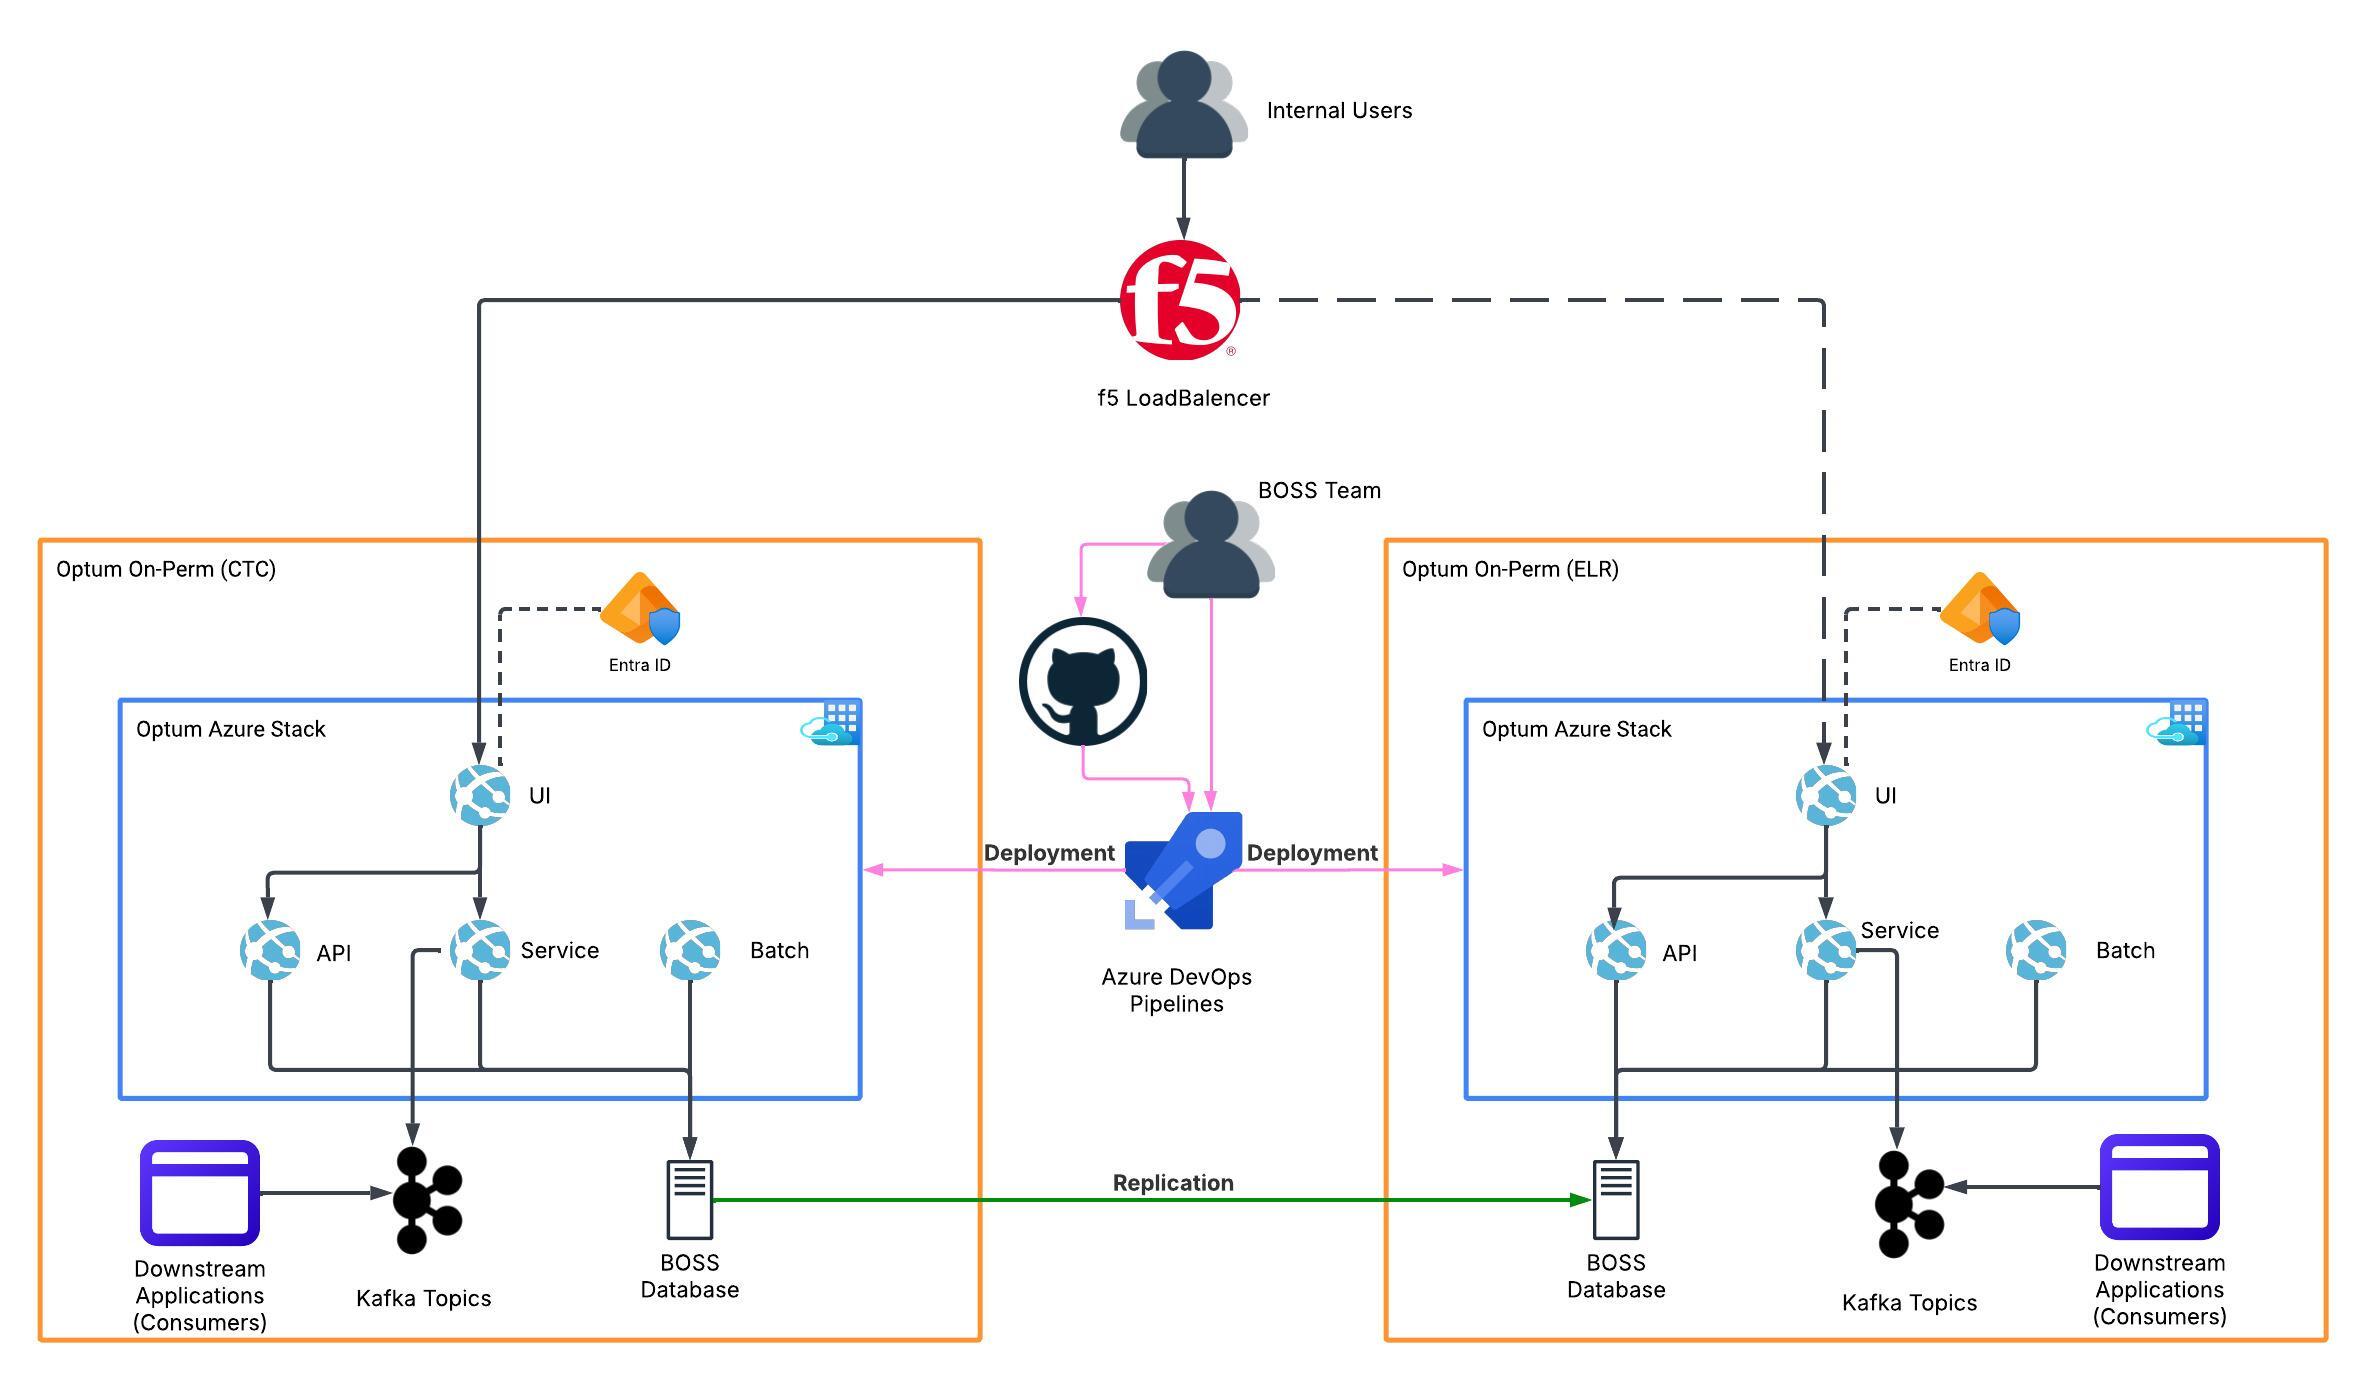 Internal Users
f5
®
f5 LoadBalencer
BOSS Team
Optum On-Perm (CTC)
Entra ID
Optum Azure Stack
UI
API
Service
Batch
Downstream
Applications
(Consumers)
Kafka Topics
BOSS
Database
Deployment
Deployment
Azure DevOps
Pipelines
Replication
Optum On-Perm (ELR)
Entra ID
Optum Azure Stack
UI
API
Service
Batch
BOSS
Database
Kafka Topics
Downstream
Applications
(Consumers)